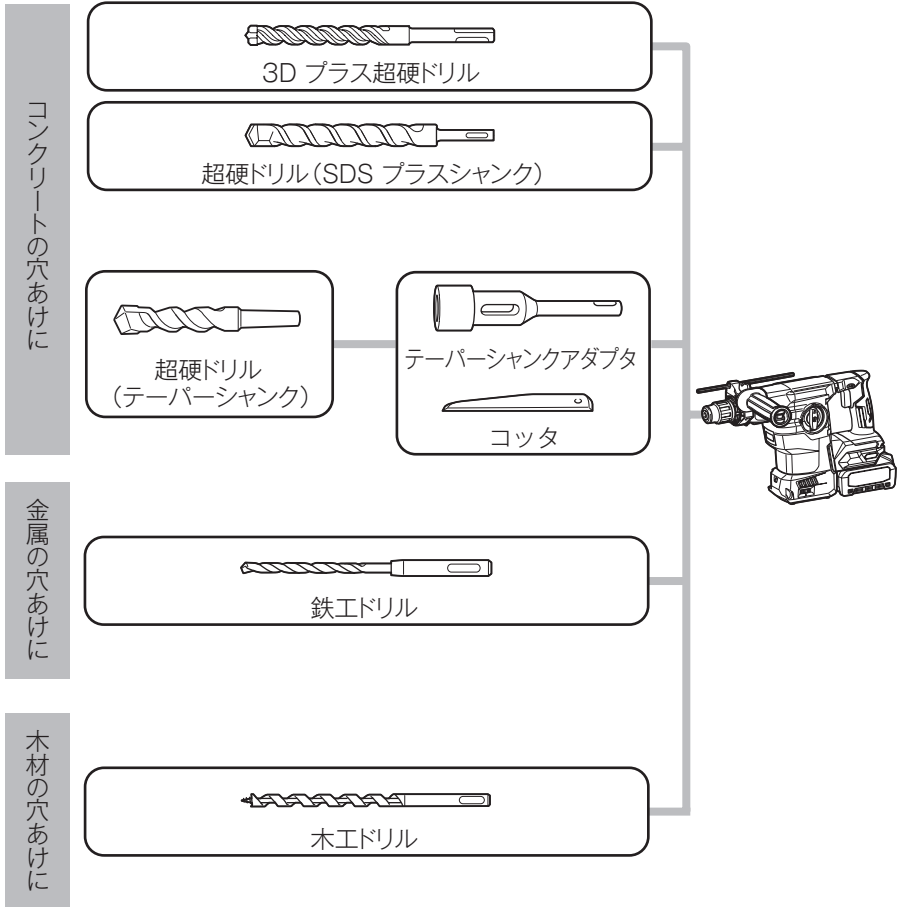 コンクリートの穴あけに
3D プラス超硬ドリル
超硬ドリル（SDS プラスシャンク）
超硬ドリル
（テーパーシャンク）
テーパーシャンクアダプタ
コッタ
金属の穴あけに
鉄工ドリル
木材の穴あけに
木工ドリル